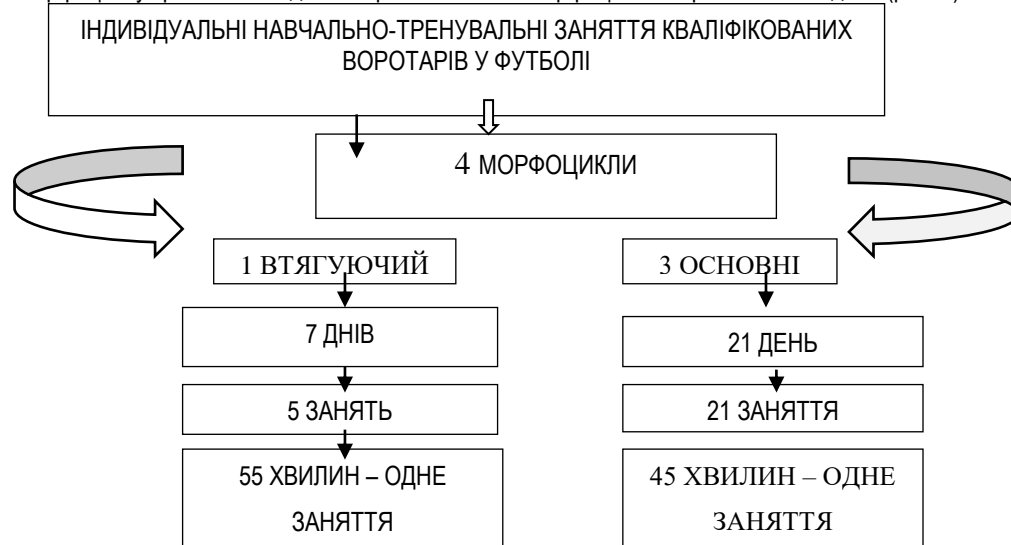 ІНДИВІДУАЛЬНІ НАВЧАЛЬНО-ТРЕНУВАЛЬНІ ЗАНЯТТЯ КВАЛІФІКОВАНИХ
ВОРОТАРІВ У ФУТБОЛІ
4 МОРФОЦИКЛИ
1 ВТЯГУЮЧИЙ
3 ОСНОВНІ
7 ДНІВ
21 ДЕНЬ
5 ЗАНЯТЬ
21 ЗАНЯТТЯ
55 ХВИЛИН – ОДНЕ
ЗАНЯТТЯ
45 ХВИЛИН – ОДНЕ
ЗАНЯТТЯ